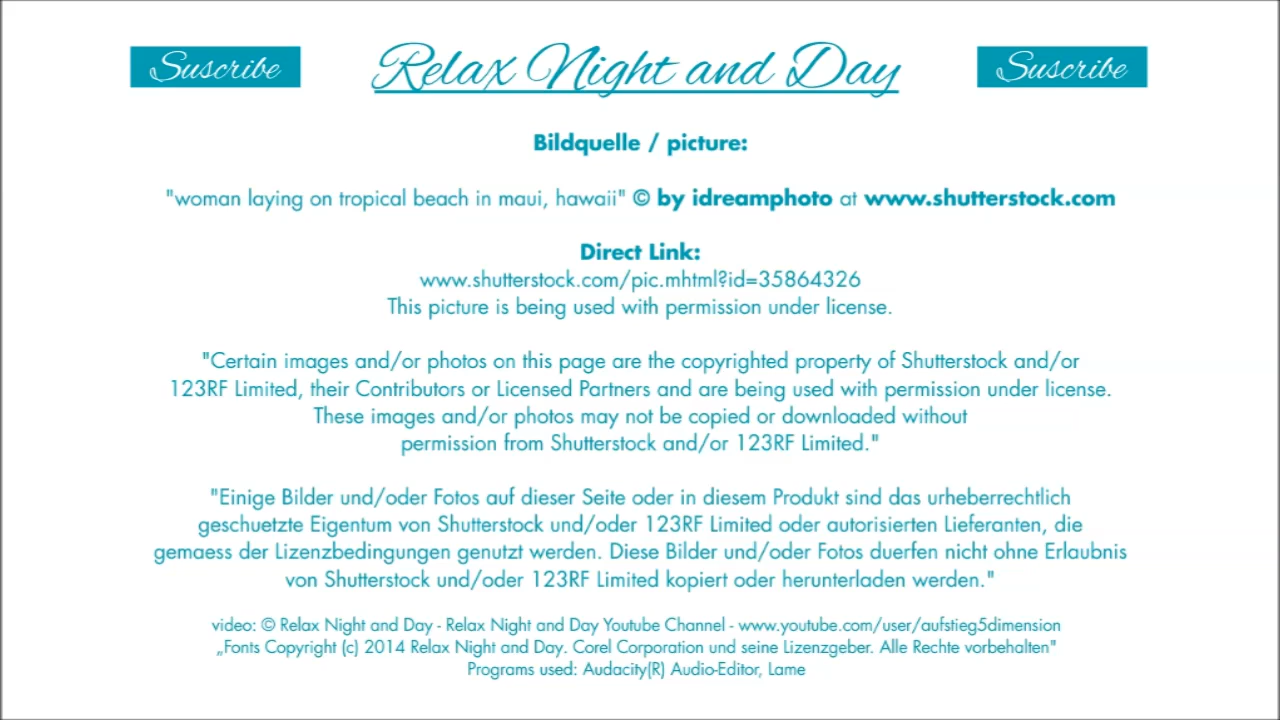 Suscribe Relax Night and Day Suscribe
Bildquelle / picture:
"woman laying on tropical beach in maui, hawaii" © by idreamphoto at www.shutterstock.com
Direct Link:
www.shutterstock.com/pic.mhtml?id=35864326
This picture is being used with permission under license.
"Certain images and/or photos on this page are the copyrighted property of Shutterstock and/or
123RF Limited, their Contributors or Licensed Partners and are being used with permission under license.
These images and/or photos may not be copied or downloaded without
permission from Shutterstock and/or 123RF Limited."
"Einige Bilder und/oder Fotos auf dieser Seite oder in diesem Produkt sind das urheberrechtlich
geschuetzte Eigentum von Shutterstock und/oder 123RF Limited oder autorisierten Lieferanten, die
gemaess der Lizenzbedingungen genutzt werden. Diese Bilder und/oder Fotos duerfen nicht ohne Erlaubnis
von Shutterstock und/oder 123RF Limited kopiert oder herunterladen werden."
video: © Relax Night and Day - Relax Night and Day Youtube Channel - www.youtube.com/user/aufstieg5dimension
„Fonts Copyright (c) 2014 Relax Night and Day. Corel Corporation und seine Lizenzgeber. Alle Rechte vorbehalten"
Programs used: Audacity(R) Audio-Editor, Lame